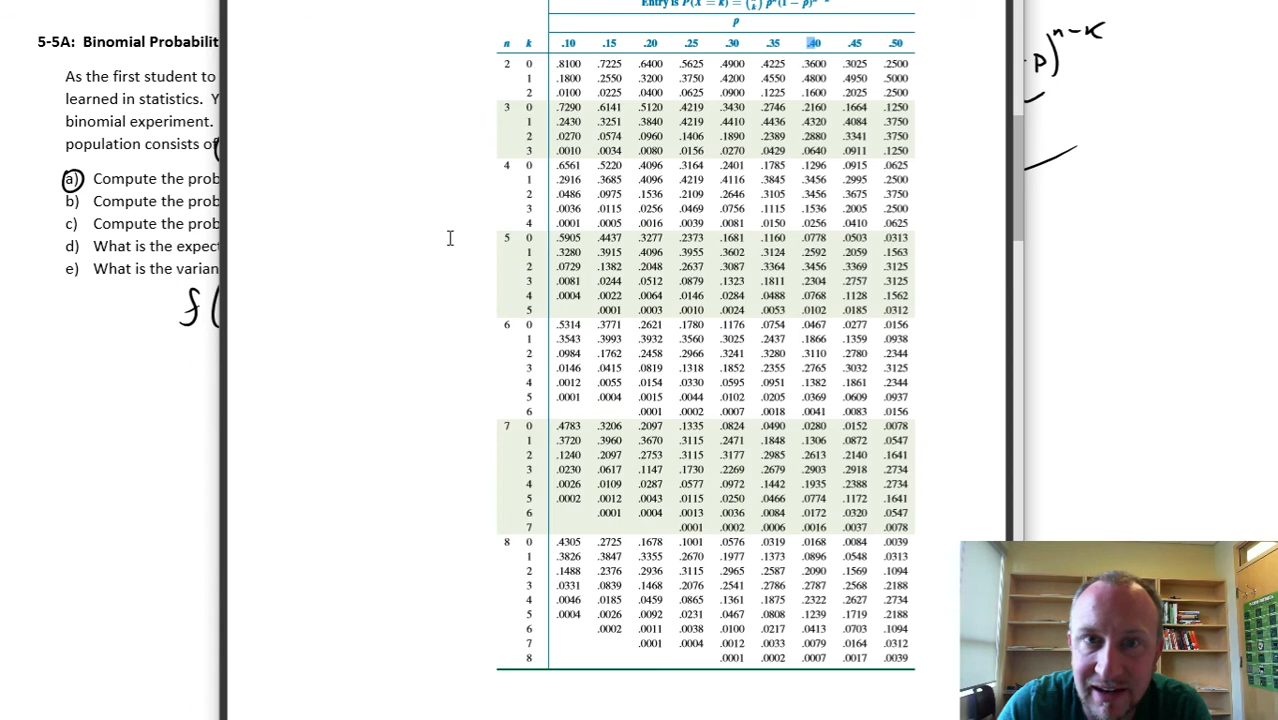 Entry is P(X = k) = (n k) p^k(1 − p)^n−k
5-5A: Binomial Probabilit
As the first student to
learned in statistics. Y
binomial experiment.
population consists of
a) Compute the prob
b) Compute the prob
c) Compute the prob
d) What is the expect
e) What is the varian
f(
p)^n-k
p
n k .10 .15 .20 .25 .30 .35 .40 .45 .50
2 0 .8100 .7225 .6400 .5625 .4900 .4225 .3600 .3025 .2500
1 .1800 .2550 .3200 .3750 .4200 .4550 .4800 .4950 .5000
2 .0100 .0225 .0400 .0625 .0900 .1225 .1600 .2025 .2500
3 0 .7290 .6141 .5120 .4219 .3430 .2746 .2160 .1664 .1250
1 .2430 .3251 .3840 .4219 .4410 .4436 .4320 .4084 .3750
2 .0270 .0574 .0960 .1406 .1890 .2389 .2880 .3341 .3750
3 .0010 .0034 .0080 .0156 .0270 .0429 .0640 .0911 .1250
4 0 .6561 .5220 .4096 .3164 .2401 .1785 .1296 .0915 .0625
1 .2916 .3685 .4096 .4219 .4116 .3845 .3456 .2995 .2500
2 .0486 .0975 .1536 .2109 .2646 .3105 .3456 .3675 .3750
3 .0036 .0115 .0256 .0469 .0756 .1115 .1536 .2005 .2500
4 .0001 .0005 .0016 .0039 .0081 .0150 .0256 .0410 .0625
5 0 .5905 .4437 .3277 .2373 .1681 .1160 .0778 .0503 .0313
1 .3280 .3915 .4096 .3955 .3602 .3124 .2592 .2059 .1563
2 .0729 .1382 .2048 .2637 .3087 .3364 .3456 .3369 .3125
3 .0081 .0244 .0512 .0879 .1323 .1811 .2304 .2757 .3125
4 .0004 .0022 .0064 .0146 .0284 .0488 .0768 .1128 .1562
5 .0001 .0003 .0010 .0024 .0053 .0102 .0185 .0312
6 0 .5314 .3771 .2621 .1780 .1176 .0754 .0467 .0277 .0156
1 .3543 .3993 .3932 .3560 .3025 .2437 .1866 .1359 .0938
2 .0984 .1762 .2458 .2966 .3241 .3280 .3110 .2780 .2344
3 .0146 .0415 .0819 .1318 .1852 .2355 .2765 .3032 .3125
4 .0012 .0055 .0154 .0330 .0595 .0951 .1382 .1861 .2344
5 .0001 .0004 .0015 .0044 .0102 .0205 .0369 .0609 .0937
6 .0001 .0002 .0007 .0018 .0041 .0083 .0156
7 0 .4783 .3206 .2097 .1335 .0824 .0490 .0280 .0152 .0078
1 .3720 .3960 .3670 .3115 .2471 .1848 .1306 .0872 .0547
2 .1240 .2097 .2753 .3115 .3177 .2985 .2613 .2140 .1641
3 .0230 .0617 .1147 .1730 .2269 .2679 .2903 .2918 .2734
4 .0026 .0109 .0287 .0577 .0972 .1442 .1935 .2388 .2734
5 .0002 .0012 .0043 .0115 .0250 .0466 .0774 .1172 .1641
6 .0001 .0004 .0013 .0036 .0084 .0172 .0320 .0547
7 .0001 .0002 .0006 .0016 .0037 .0078
8 0 .4305 .2725 .1678 .1001 .0576 .0319 .0168 .0084 .0039
1 .3826 .3847 .3355 .2670 .1977 .1373 .0896 .0548 .0313
2 .1488 .2376 .2936 .3115 .2965 .2587 .2090 .1569 .1094
3 .0331 .0839 .1468 .2076 .2541 .2786 .2787 .2568 .2188
4 .0046 .0185 .0459 .0865 .1361 .1875 .2322 .2627 .2734
5 .0004 .0026 .0092 .0231 .0467 .0808 .1239 .1719 .2188
6 .0002 .0011 .0038 .0100 .0217 .0413 .0703 .1094
7 .0001 .0004 .0012 .0033 .0079 .0164 .0312
8 .0001 .0002 .0007 .0017 .0039